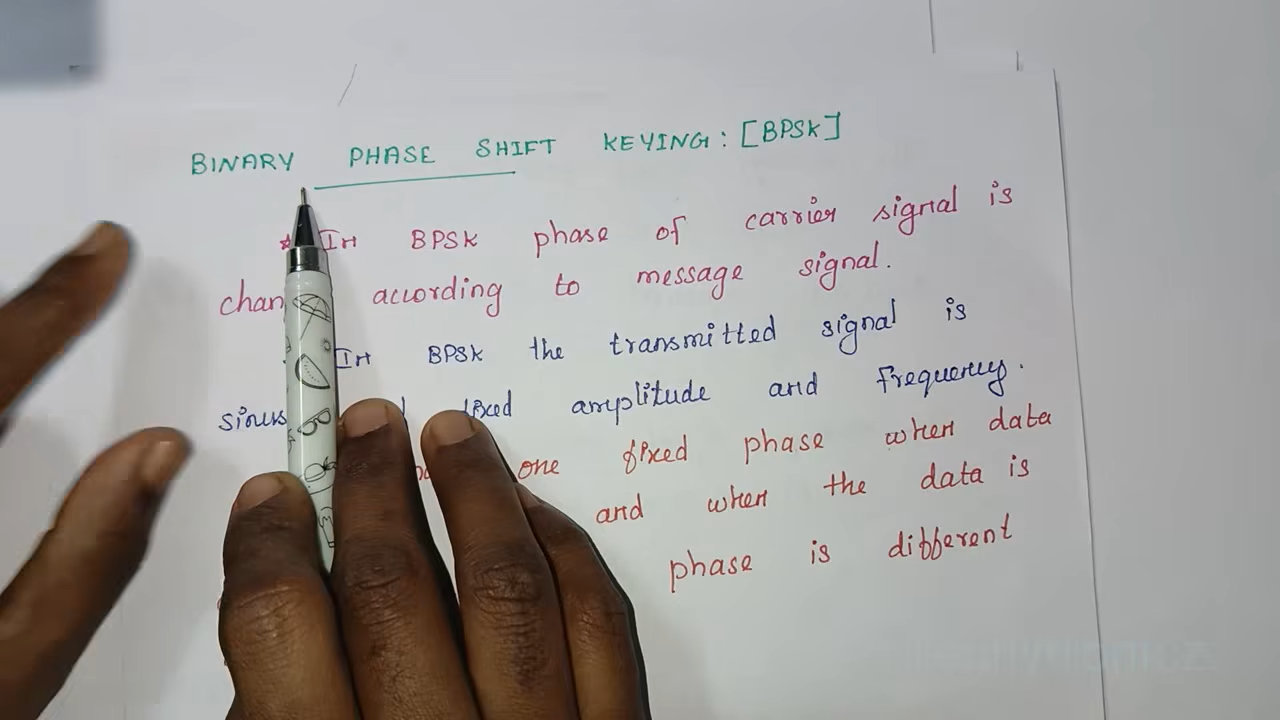 BINARY PHASE SHIFT KEYING: [BPSK]
* In BPSK phase of carrier signal is
chan according to message signal.
In BPSK the transmitted signal is
sinus fixed amplitude and frequency.
one fixed phase when data
and when the data is
phase is different